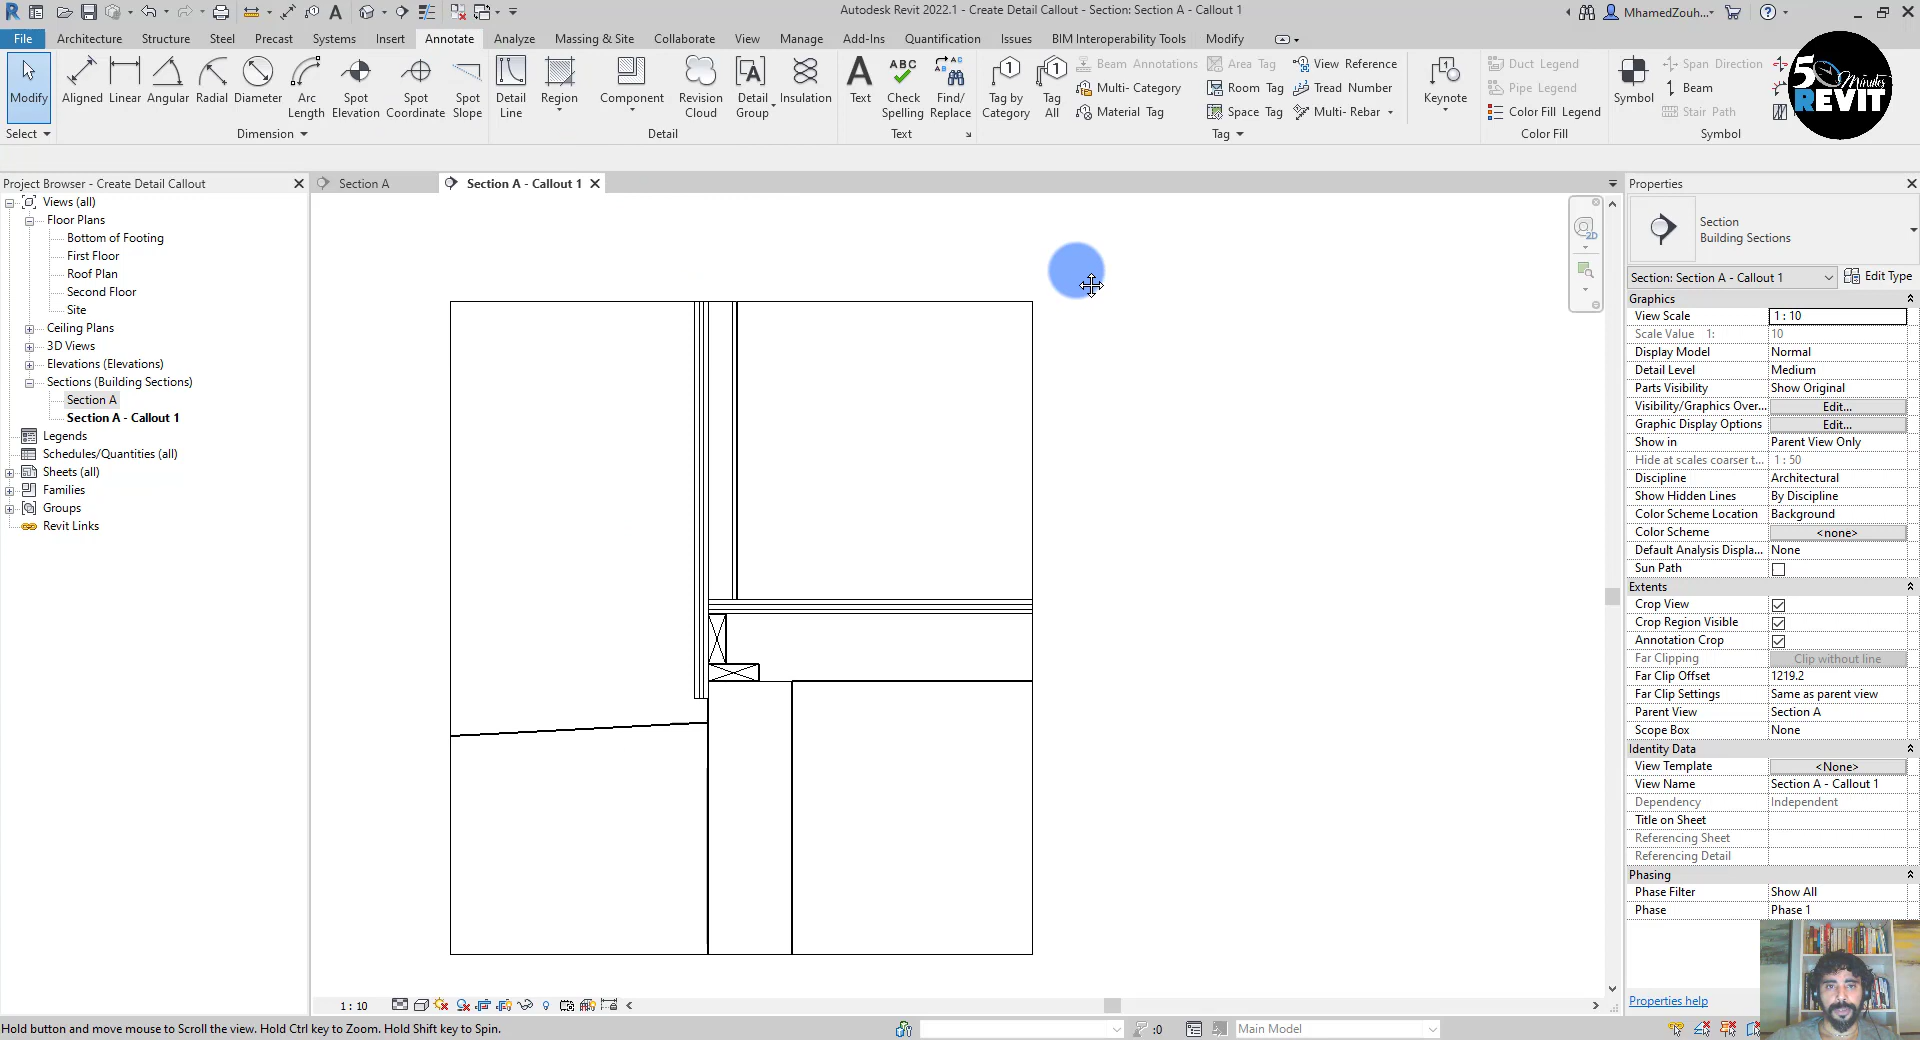 Autodesk Revit 2022.1 - Create Detail Callout - Section: Section A - Callout 1
MhamedZouh...
File Architecture Structure Steel Precast Systems Insert Annotate Analyze Massing & Site Collaborate View Manage Add-Ins Quantification Issues BIM Interoperability Tools Modify
Modify
Aligned Linear Angular Radial Diameter Arc Length Spot Elevation Spot Coordinate Spot Slope
Detail Line Region Component Revision Cloud Detail Group Insulation
Text Check Spelling Find/ Replace
Tag by Category Tag All
Beam Annotations Area Tag View Reference
Multi- Category Room Tag Tread Number
Material Tag Space Tag Multi- Rebar
Keynote
Duct Legend
Pipe Legend
Color Fill Legend
Symbol
Span Direction
Beam
Stair Path
5 Minutes
REVIT
Select Dimension Detail Text Tag Color Fill Symbol
Project Browser - Create Detail Callout
Views (all)
Floor Plans
Bottom of Footing
First Floor
Roof Plan
Second Floor
Site
Ceiling Plans
3D Views
Elevations (Elevations)
Sections (Building Sections)
Section A
Section A - Callout 1
Legends
Schedules/Quantities (all)
Sheets (all)
Families
Groups
Revit Links
Section A
Section A - Callout 1
2D
Properties
Section
Building Sections
Section: Section A - Callout 1
Edit Type
Graphics
View Scale 1 : 10
Scale Value 1: 10
Display Model Normal
Detail Level Medium
Parts Visibility Show Original
Visibility/Graphics Over... Edit...
Graphic Display Options Edit...
Show in Parent View Only
Hide at scales coarser t... 1 : 50
Discipline Architectural
Show Hidden Lines By Discipline
Color Scheme Location Background
Color Scheme <none>
Default Analysis Displa... None
Sun Path
Extents
Crop View
Crop Region Visible
Annotation Crop
Far Clipping Clip without line
Far Clip Offset 1219.2
Far Clip Settings Same as parent view
Parent View Section A
Scope Box None
Identity Data
View Template <None>
View Name Section A - Callout 1
Dependency Independent
Title on Sheet
Referencing Sheet
Referencing Detail
Phasing
Phase Filter Show All
Phase Phase 1
Properties help
1 : 10
Hold button and move mouse to Scroll the view. Hold Ctrl key to Zoom. Hold Shift key to Spin.
:0
Main Model